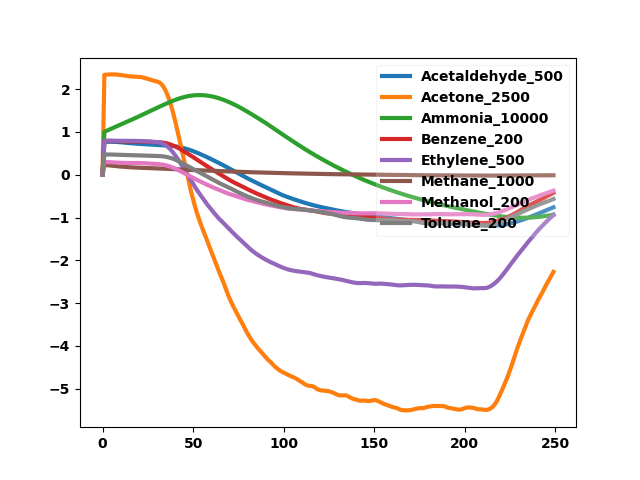 Acetaldehyde_500
Acetone_2500
Ammonia_10000
Benzene_200
Ethylene_500
Methane_1000
Methanol_200
Toluene_200
2
1
0
−1
−2
−3
−4
−5
0 50 100 150 200 250